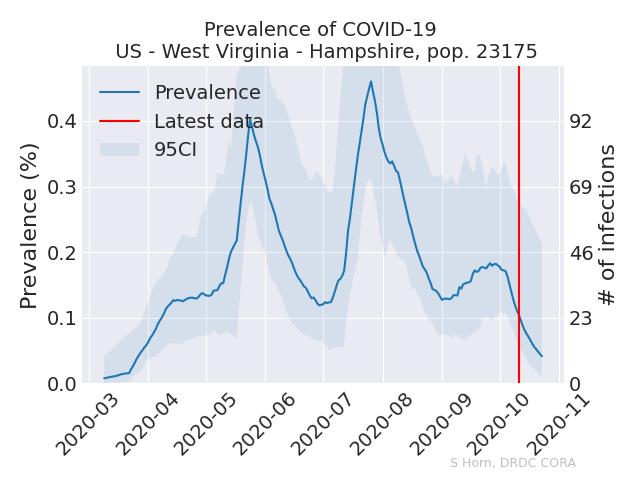 Prevalence of COVID-19
US - West Virginia - Hampshire, pop. 23175
Prevalence
Latest data
95CI
Prevalence (%)
0.4
0.3
0.2
0.1
0.0
92
69
46
23
0
# of infections
2020-03
2020-04
2020-05
2020-06
2020-07
2020-08
2020-09
2020-10
2020-11
S Horn, DRDC CORA